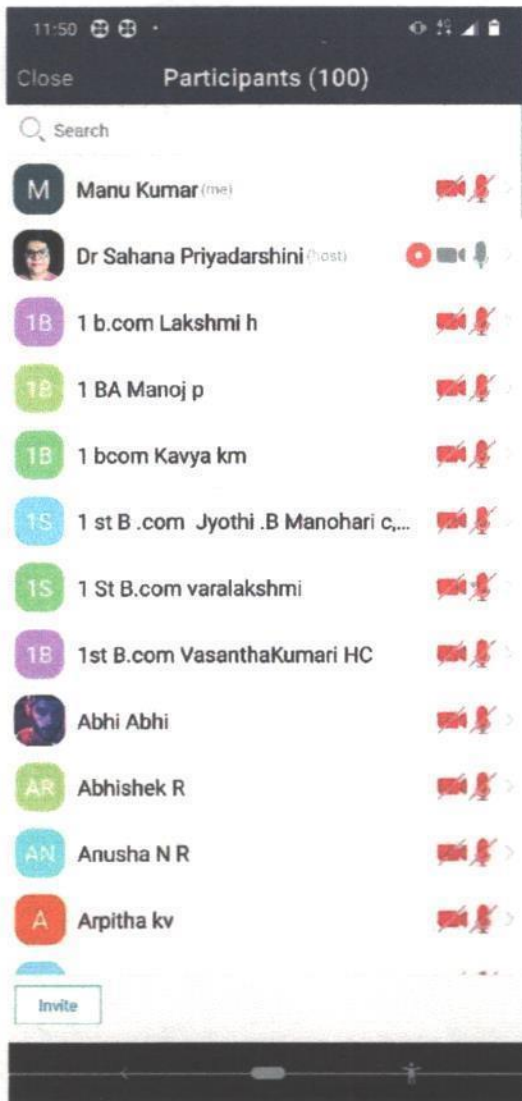 11:50
4G
Close Participants (100)
Search
M Manu Kumar (me)
Dr Sahana Priyadarshini (host)
1B 1 b.com Lakshmi h
1B 1 BA Manoj p
1B 1 bcom Kavya km
1S 1 st B .com Jyothi .B Manohari c,...
1S 1 St B.com varalakshmi
1B 1st B.com VasanthaKumari HC
Abhi Abhi
AR Abhishek R
AN Anusha N R
A Arpitha kv
Invite